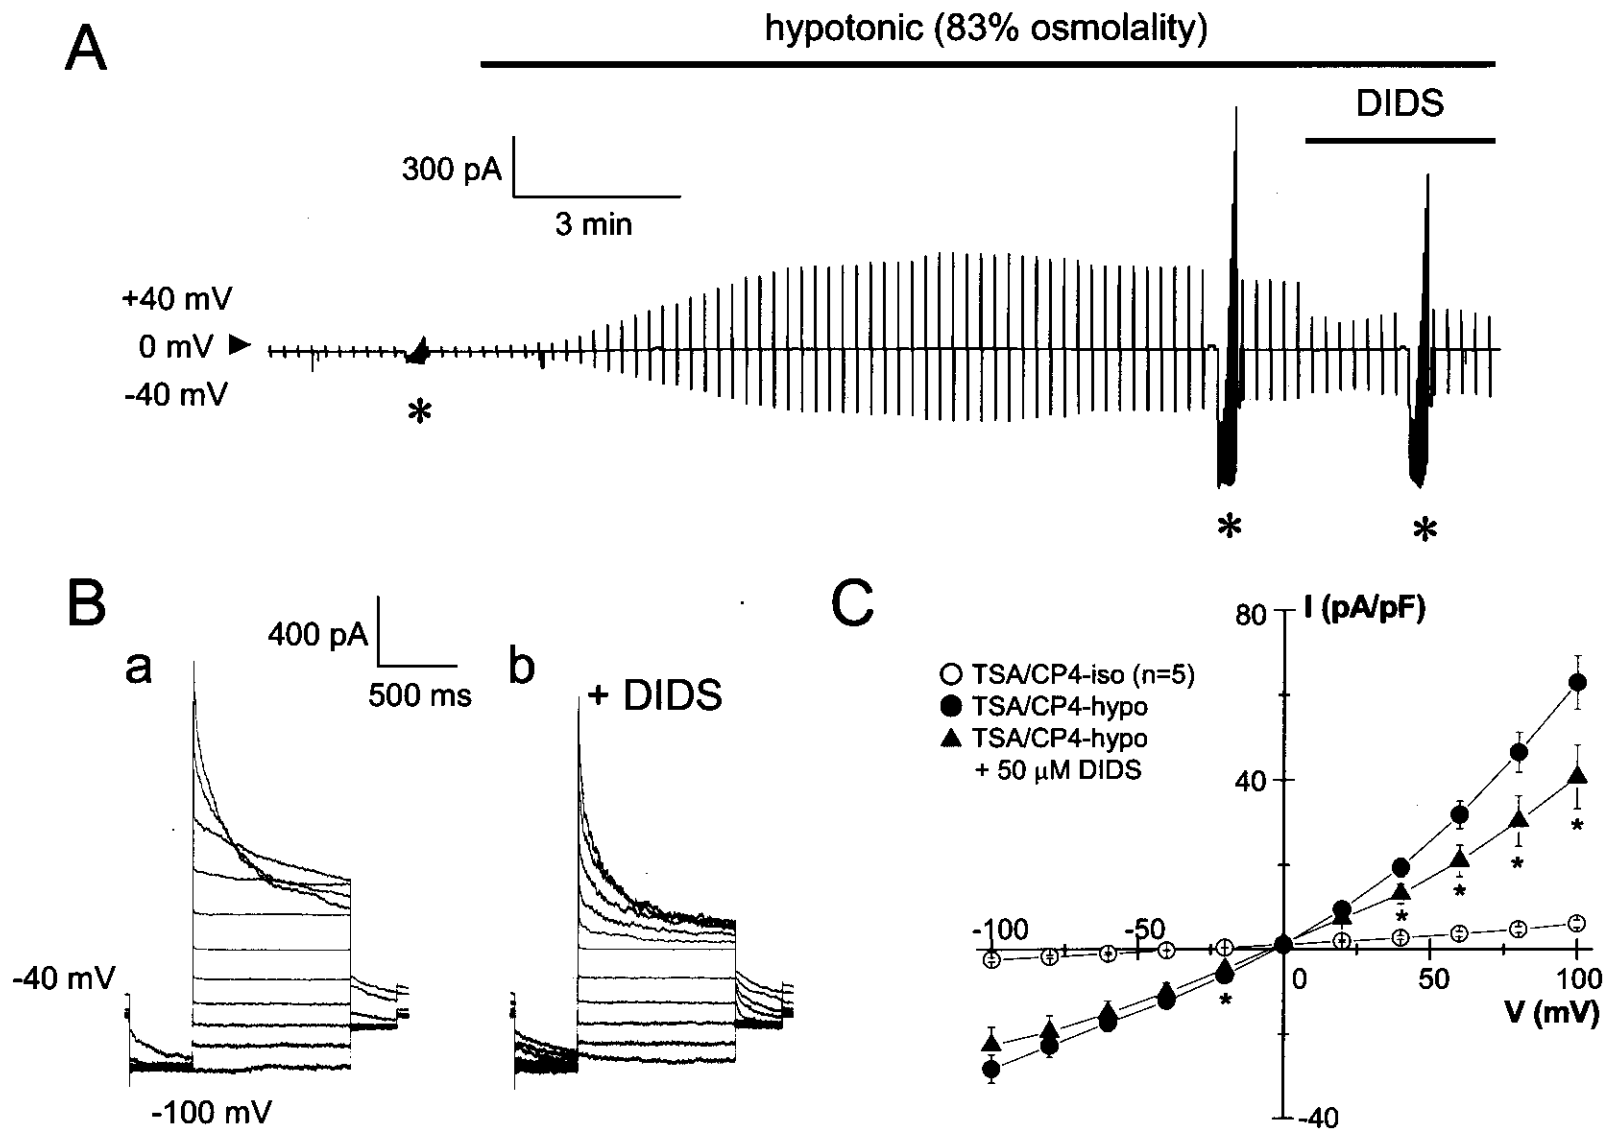 A
hypotonic (83% osmolality)
DIDS
300 pA
3 min
+40 mV
0 mV
-40 mV
* * *
B
400 pA
500 ms
a
b
+ DIDS
-40 mV
-100 mV
C
I (pA/pF)
80
40
-40
TSA/CP4-iso (n=5)
TSA/CP4-hypo
TSA/CP4-hypo
+ 50 µM DIDS
-100 -50 0 50 100
V (mV)
* * * * *